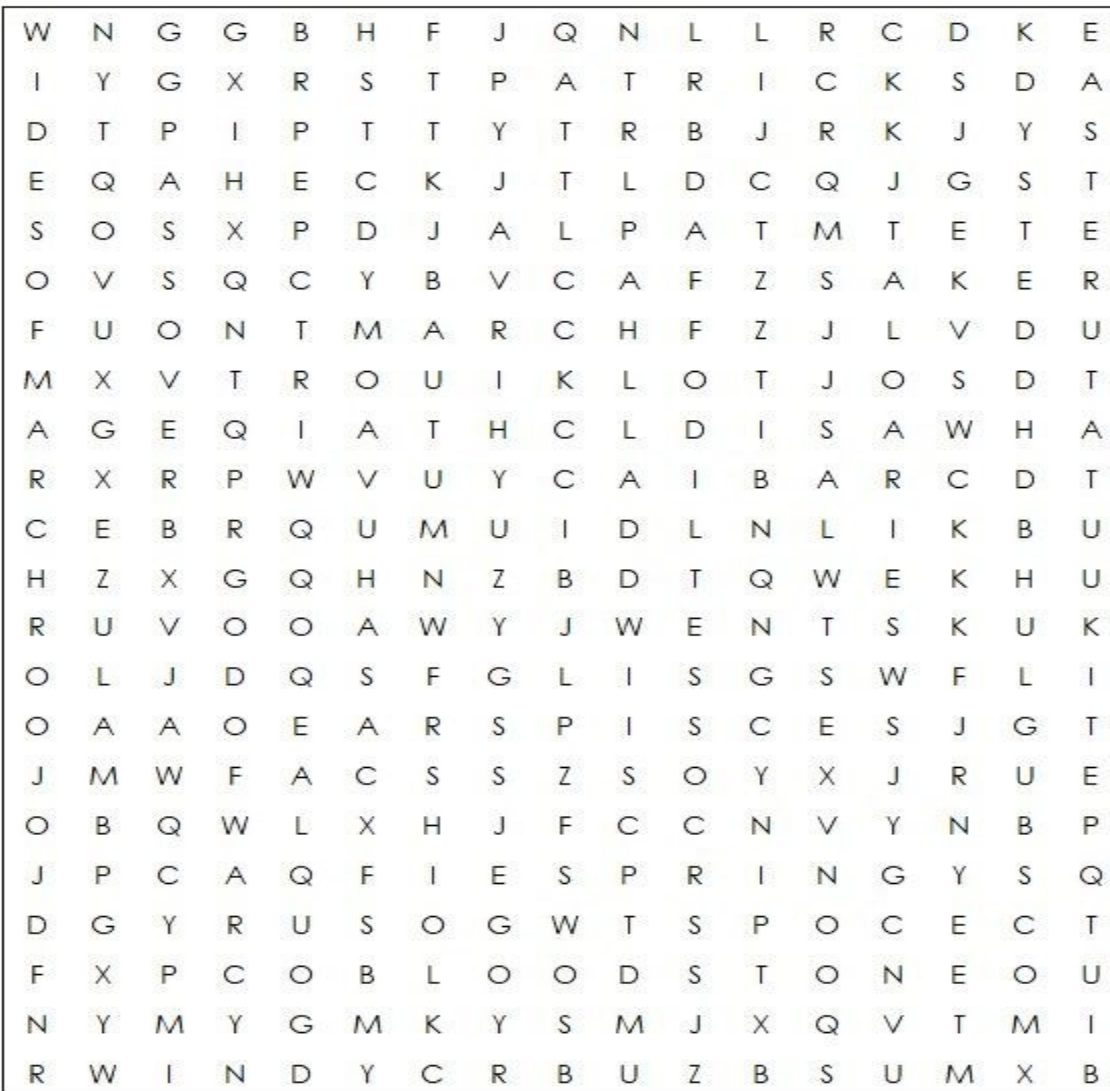 W N G G B H F J Q N L L R C D K E
I Y G X R S T P A T R I C K S D A
D T P I P T T Y T R B J R K J Y S
E Q A H E C K J T L D C Q J G S T
S O S X P D J A L P A T M T E T E
O V S Q C Y B V C A F Z S A K E R
F U O N T M A R C H F Z J L V D U
M X V T R O U I K L O T J O S D T
A G E Q I A T H C L D I S A W H A
R X R P W V U Y C A I B A R C D T
C E B R Q U M U I D L N L I K B U
H Z X G Q H N Z B D T Q W E K H U
R U V O O A W Y J W E N T S K U K
O L J D Q S F G L I S G S W F L I
O A A O E A R S P I S C E S J G T
J M W F A C S S Z S O Y X J R U E
O B Q W L X H J F C C N V Y N B P
J P C A Q F I E S P R I N G Y S Q
D G Y R U S O G W T S P O C E C T
F X P C O B L O O D S T O N E O U
N Y M Y G M K Y S M J X Q V T M I
R W I N D Y C R B U Z B S U M X B